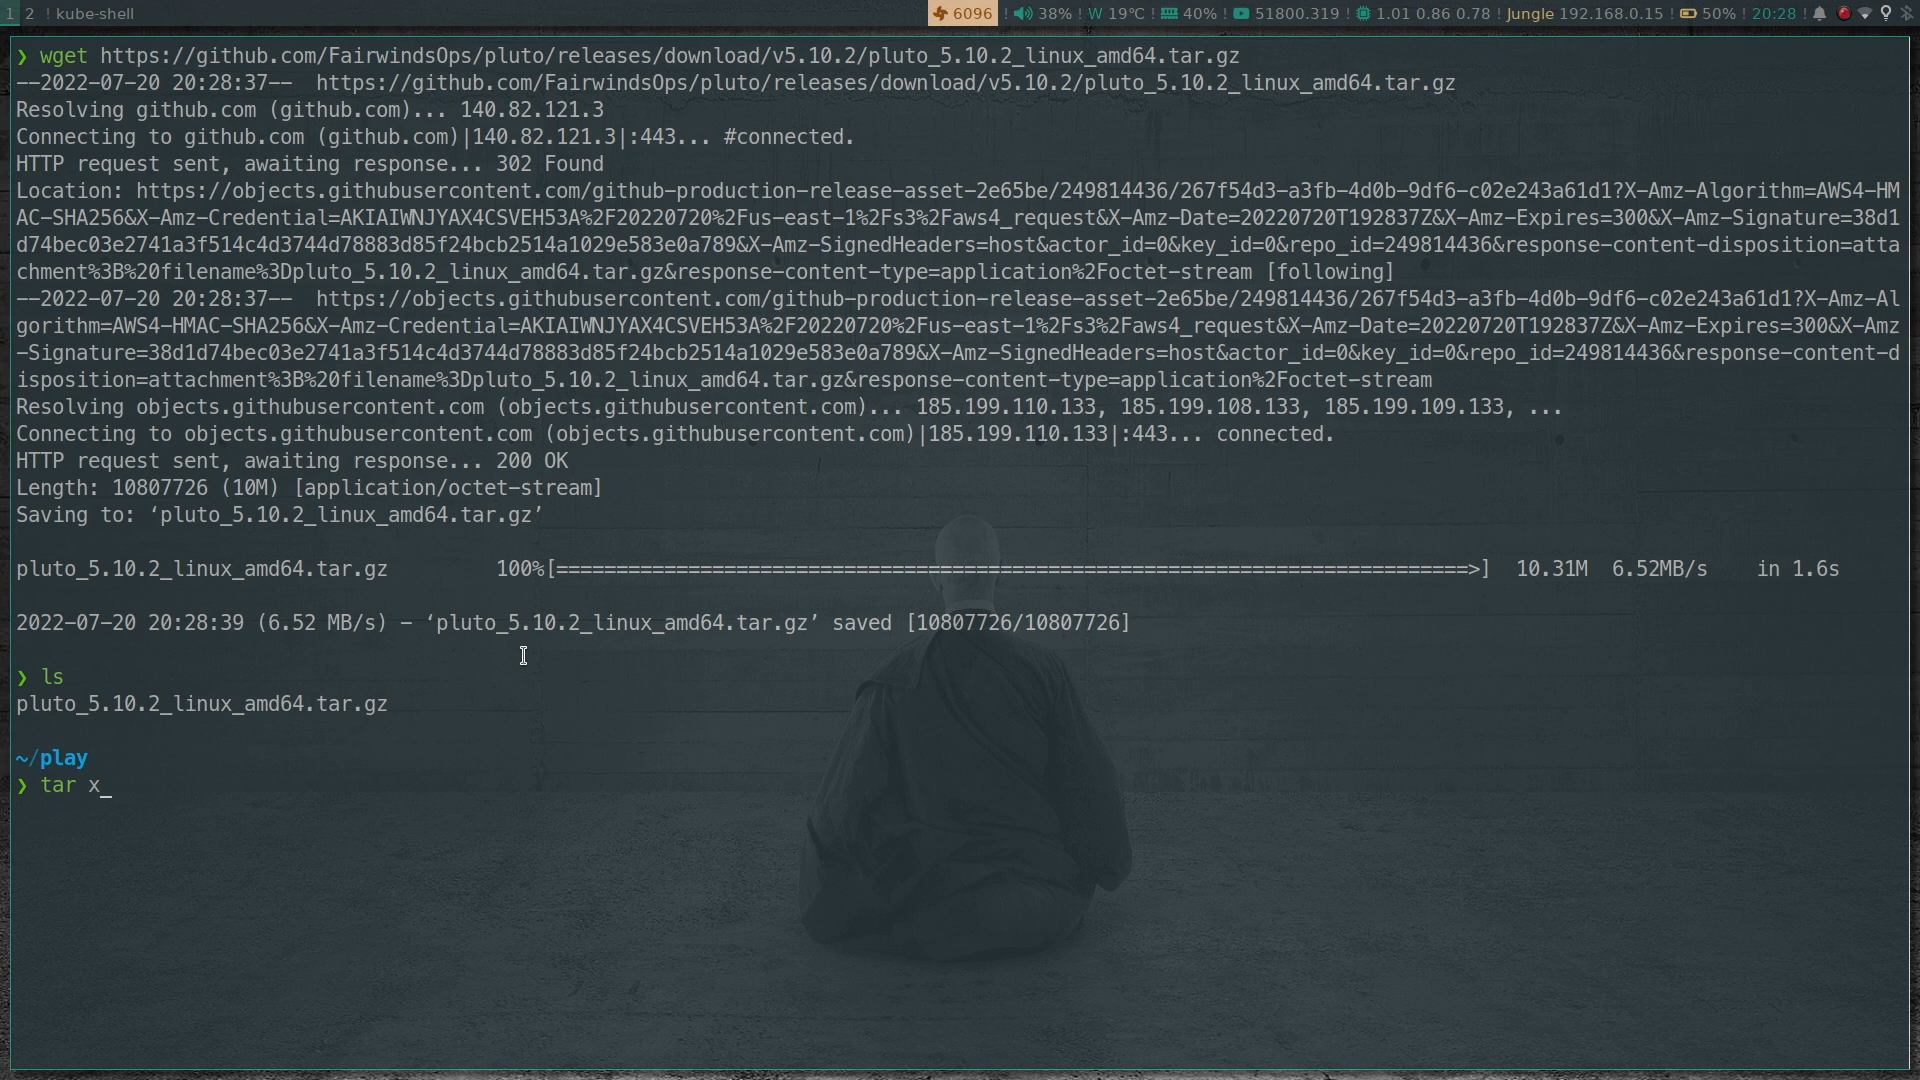 1 2 ! kube-shell 6096 ! 38% ! W 19°C ! 40% ! 51800.319 ! 1.01 0.86 0.78 ! Jungle 192.168.0.15 ! 50% ! 20:28 !
❯ wget https://github.com/FairwindsOps/pluto/releases/download/v5.10.2/pluto_5.10.2_linux_amd64.tar.gz
--2022-07-20 20:28:37--  https://github.com/FairwindsOps/pluto/releases/download/v5.10.2/pluto_5.10.2_linux_amd64.tar.gz
Resolving github.com (github.com)... 140.82.121.3
Connecting to github.com (github.com)|140.82.121.3|:443... #connected.
HTTP request sent, awaiting response... 302 Found
Location: https://objects.githubusercontent.com/github-production-release-asset-2e65be/249814436/267f54d3-a3fb-4d0b-9df6-c02e243a61d1?X-Amz-Algorithm=AWS4-HM
AC-SHA256&X-Amz-Credential=AKIAIWNJYAX4CSVEH53A%2F20220720%2Fus-east-1%2Fs3%2Faws4_request&X-Amz-Date=20220720T192837Z&X-Amz-Expires=300&X-Amz-Signature=38d1
d74bec03e2741a3f514c4d3744d78883d85f24bcb2514a1029e583e0a789&X-Amz-SignedHeaders=host&actor_id=0&key_id=0&repo_id=249814436&response-content-disposition=atta
chment%3B%20filename%3Dpluto_5.10.2_linux_amd64.tar.gz&response-content-type=application%2Foctet-stream [following]
--2022-07-20 20:28:37--  https://objects.githubusercontent.com/github-production-release-asset-2e65be/249814436/267f54d3-a3fb-4d0b-9df6-c02e243a61d1?X-Amz-Al
gorithm=AWS4-HMAC-SHA256&X-Amz-Credential=AKIAIWNJYAX4CSVEH53A%2F20220720%2Fus-east-1%2Fs3%2Faws4_request&X-Amz-Date=20220720T192837Z&X-Amz-Expires=300&X-Amz
-Signature=38d1d74bec03e2741a3f514c4d3744d78883d85f24bcb2514a1029e583e0a789&X-Amz-SignedHeaders=host&actor_id=0&key_id=0&repo_id=249814436&response-content-d
isposition=attachment%3B%20filename%3Dpluto_5.10.2_linux_amd64.tar.gz&response-content-type=application%2Foctet-stream
Resolving objects.githubusercontent.com (objects.githubusercontent.com)... 185.199.110.133, 185.199.108.133, 185.199.109.133, ...
Connecting to objects.githubusercontent.com (objects.githubusercontent.com)|185.199.110.133|:443... connected.
HTTP request sent, awaiting response... 200 OK
Length: 10807726 (10M) [application/octet-stream]
Saving to: ‘pluto_5.10.2_linux_amd64.tar.gz’
pluto_5.10.2_linux_amd64.tar.gz         100%[============================================================================>]  10.31M  6.52MB/s    in 1.6s
2022-07-20 20:28:39 (6.52 MB/s) - ‘pluto_5.10.2_linux_amd64.tar.gz’ saved [10807726/10807726]
❯ ls
pluto_5.10.2_linux_amd64.tar.gz
~/play
❯ tar x_